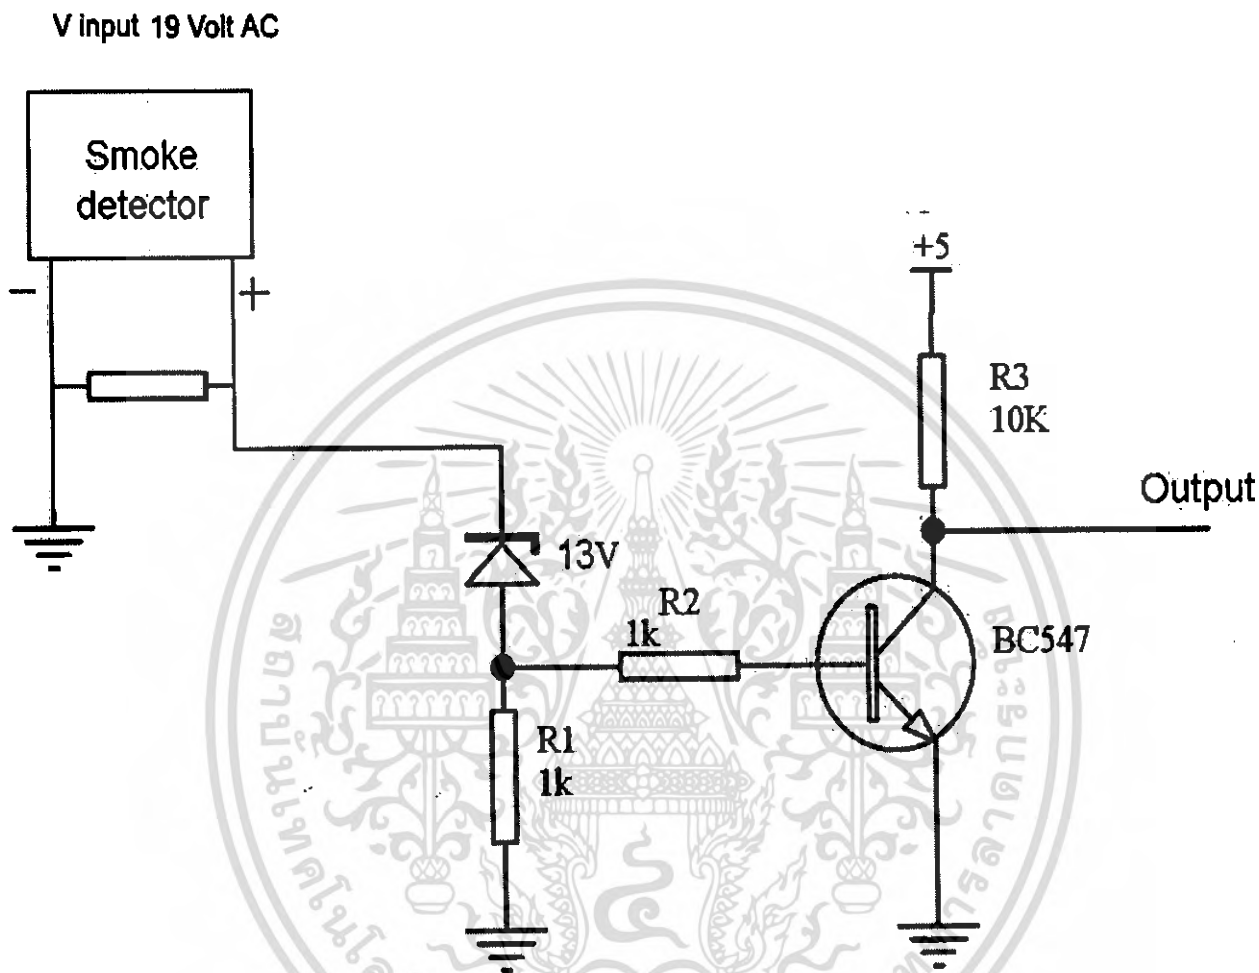 V input 19 Volt AC
Smoke
detector
-
+
+5
R3
10K
Output
13V
R2
1k
BC547
R1
1k